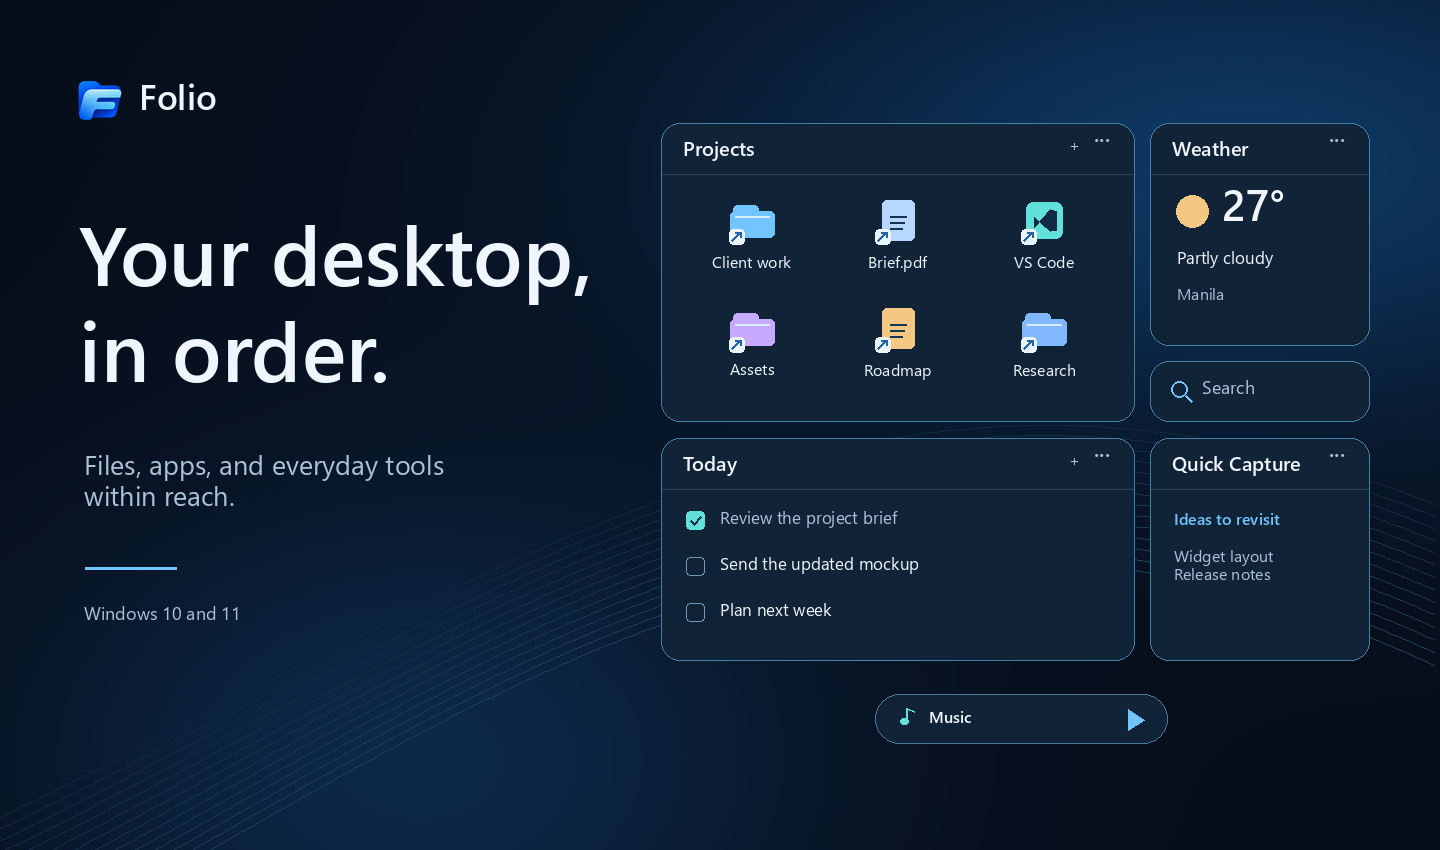 Folio
Your desktop,
in order.
Files, apps, and everyday tools
within reach.
Windows 10 and 11
Projects
+ ···
Client work
Brief.pdf
VS Code
Assets
Roadmap
Research
Weather
···
27°
Partly cloudy
Manila
Search
Today
+ ···
Review the project brief
Send the updated mockup
Plan next week
Quick Capture
···
Ideas to revisit
Widget layout
Release notes
Music